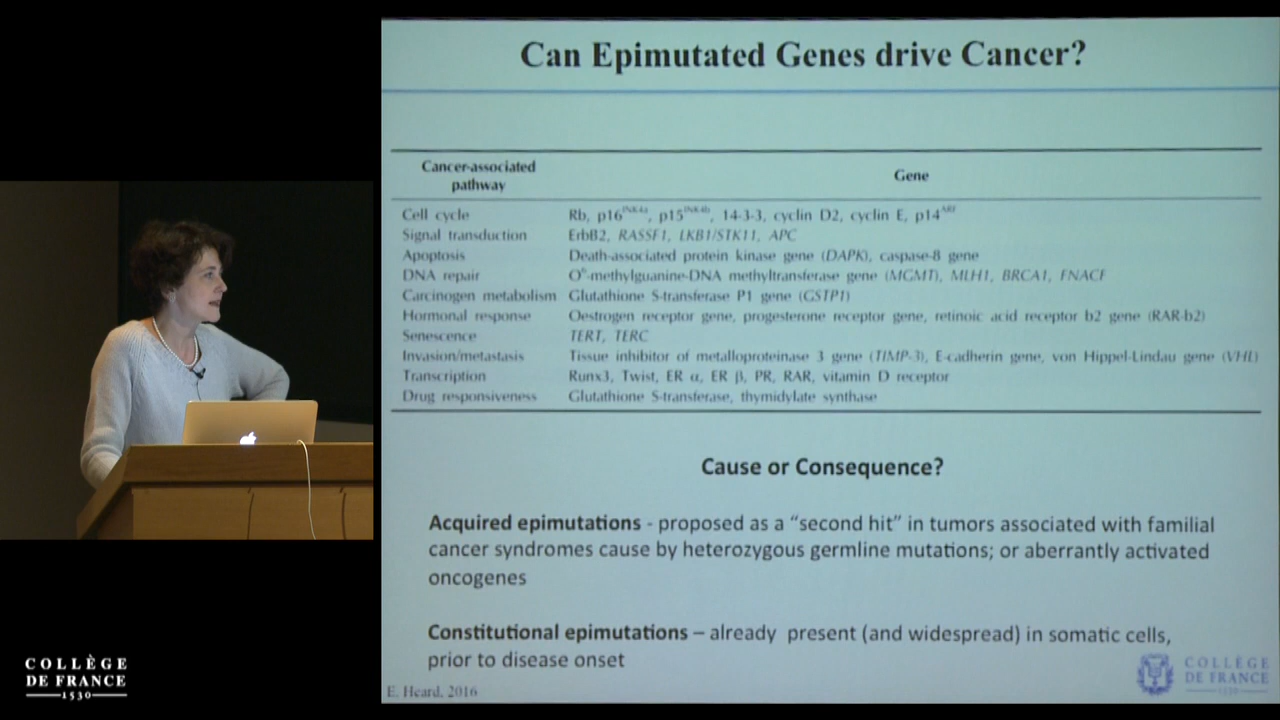 Can Epimutated Genes drive Cancer?
Cancer-associated pathway Gene
Cell cycle Rb, p16INK4a, p15INK4b, 14-3-3, cyclin D2, cyclin E, p14ARF
Signal transduction ErbB2, RASSF1, LKB1/STK11, APC
Apoptosis Death-associated protein kinase gene (DAPK), caspase-8 gene
DNA repair O6-methylguanine-DNA methyltransferase gene (MGMT), MLH1, BRCA1, FNACF
Carcinogen metabolism Glutathione S-transferase P1 gene (GSTP1)
Hormonal response Oestrogen receptor gene, progesterone receptor gene, retinoic acid receptor b2 gene (RAR-b2)
Senescence TERT, TERC
Invasion/metastasis Tissue inhibitor of metalloproteinase 3 gene (TIMP-3), E-cadherin gene, von Hippel-Lindau gene (VHL)
Transcription Runx3, Twist, ER α, ER β, PR, RAR, vitamin D receptor
Drug responsiveness Glutathione S-transferase, thymidylate synthase
Cause or Consequence?
Acquired epimutations - proposed as a “second hit” in tumors associated with familial
cancer syndromes cause by heterozygous germline mutations; or aberrantly activated
oncogenes
Constitutional epimutations – already present (and widespread) in somatic cells,
prior to disease onset
E. Heard, 2016
COLLÈGE
DE FRANCE
1530
COLLÈGE
DE FRANCE
1530